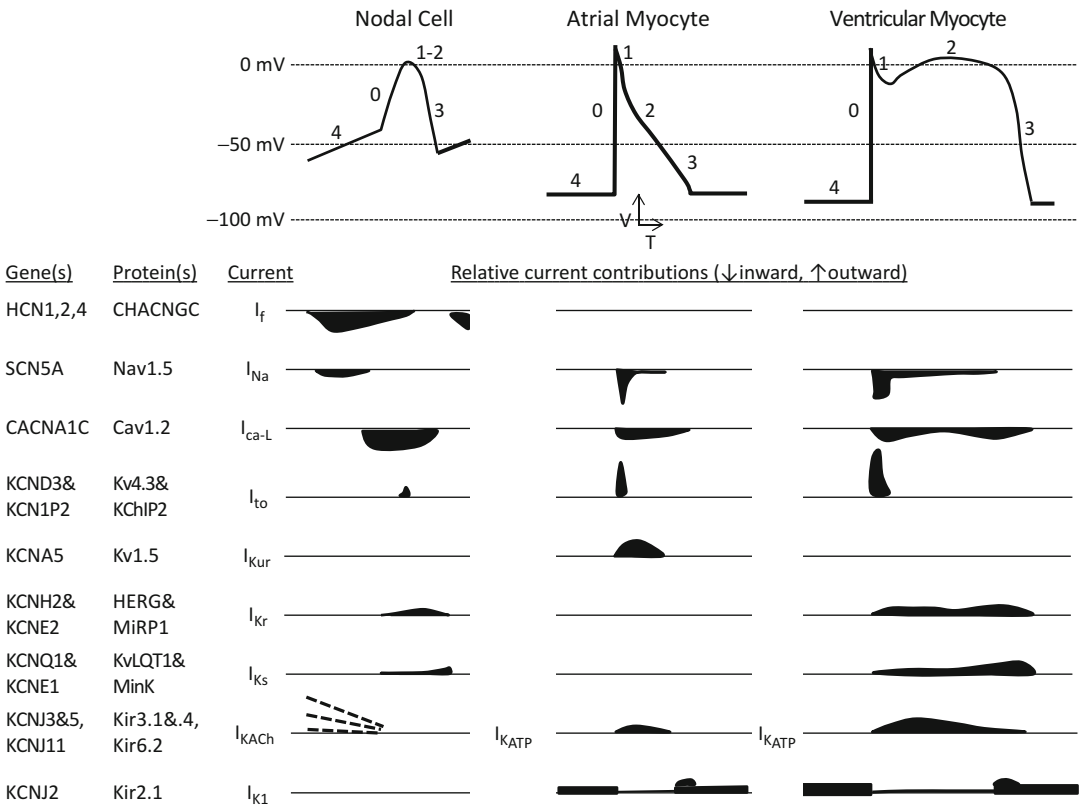 Nodal Cell Atrial Myocyte Ventricular Myocyte
1-2 1 2
0 mV 1
0 3 0 2 0
4 3 3
−50 mV
4 4
−100 mV V
T
Gene(s) Protein(s) Current Relative current contributions (↓inward, ↑outward)
HCN1,2,4 CHACNGC If
SCN5A Nav1.5 INa
CACNA1C Cav1.2 Ica-L
KCND3& Kv4.3& Ito
KCN1P2 KChIP2
KCNA5 Kv1.5 IKur
KCNH2& HERG& IKr
KCNE2 MiRP1
KCNQ1& KvLQT1& IKs
KCNE1 MinK
KCNJ3&5, Kir3.1&.4, IKACh IKATP IKATP
KCNJ11 Kir6.2
KCNJ2 Kir2.1 IK1